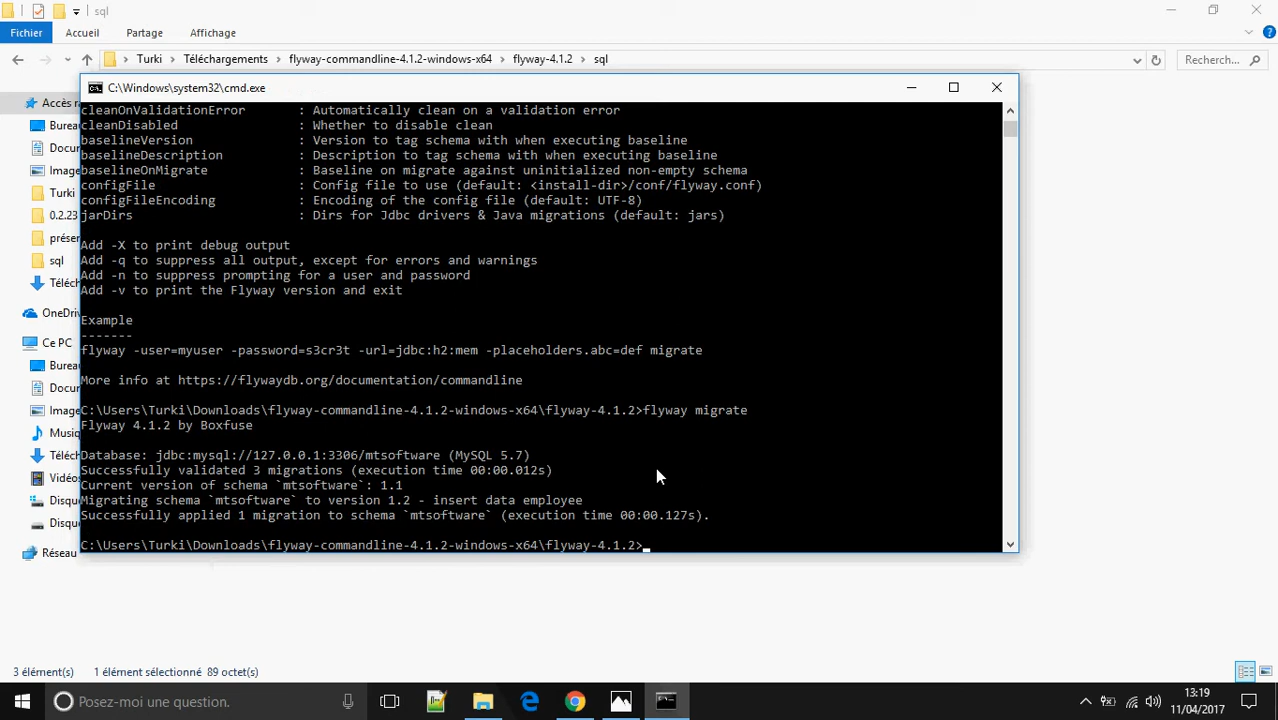 sql
Fichier
Accueil
Partage
Affichage
Turki
Téléchargements
flyway-commandline-4.1.2-windows-x64
flyway-4.1.2
sql
Recherch...
C:\Windows\system32\cmd.exe
cleanOnValidationError : Automatically clean on a validation error
cleanDisabled : Whether to disable clean
baselineVersion : Version to tag schema with when executing baseline
baselineDescription : Description to tag schema with when executing baseline
baselineOnMigrate : Baseline on migrate against uninitialized non-empty schema
configFile : Config file to use (default: <install-dir>/conf/flyway.conf)
configFileEncoding : Encoding of the config file (default: UTF-8)
jarDirs : Dirs for Jdbc drivers & Java migrations (default: jars)
Add -X to print debug output
Add -q to suppress all output, except for errors and warnings
Add -n to suppress prompting for a user and password
Add -v to print the Flyway version and exit
Example
-------
flyway -user=myuser -password=s3cr3t -url=jdbc:h2:mem -placeholders.abc=def migrate
More info at https://flywaydb.org/documentation/commandline
C:\Users\Turki\Downloads\flyway-commandline-4.1.2-windows-x64\flyway-4.1.2>flyway migrate
Flyway 4.1.2 by Boxfuse
Database: jdbc:mysql://127.0.0.1:3306/mtsoftware (MySQL 5.7)
Successfully validated 3 migrations (execution time 00:00.012s)
Current version of schema `mtsoftware`: 1.1
Migrating schema `mtsoftware` to version 1.2 - insert data employee
Successfully applied 1 migration to schema `mtsoftware` (execution time 00:00.127s).
C:\Users\Turki\Downloads\flyway-commandline-4.1.2-windows-x64\flyway-4.1.2>
Accès ra
Bureau
Docum
Image
Turki
0.2.23
prése
sql
Téléch
OneDriv
Ce PC
Bureau
Docum
Image
Musiq
Téléch
Vidéos
Disqu
Disqu
Réseau
3 élément(s)
1 élément sélectionné 89 octet(s)
Posez-moi une question.
13:19
11/04/2017